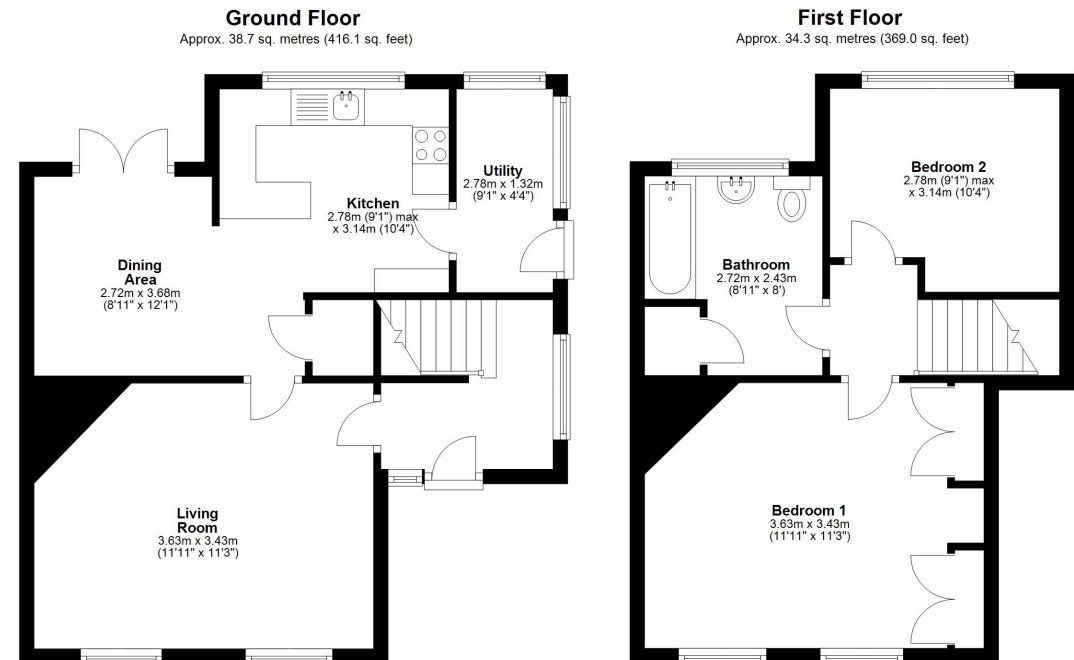 Ground Floor
Approx. 38.7 sq. metres (416.1 sq. feet)
Kitchen
2.78m (9'1") max
x 3.14m (10'4")
Utility
2.78m x 1.32m
(9'1" x 4'4")
Dining
Area
2.72m x 3.68m
(8'11" x 12'1")
Living
Room
3.63m x 3.43m
(11'11" x 11'3")
First Floor
Approx. 34.3 sq. metres (369.0 sq. feet)
Bedroom 2
2.78m (9'1") max
x 3.14m (10'4")
Bathroom
2.72m x 2.43m
(8'11" x 8')
Bedroom 1
3.63m x 3.43m
(11'11" x 11'3")